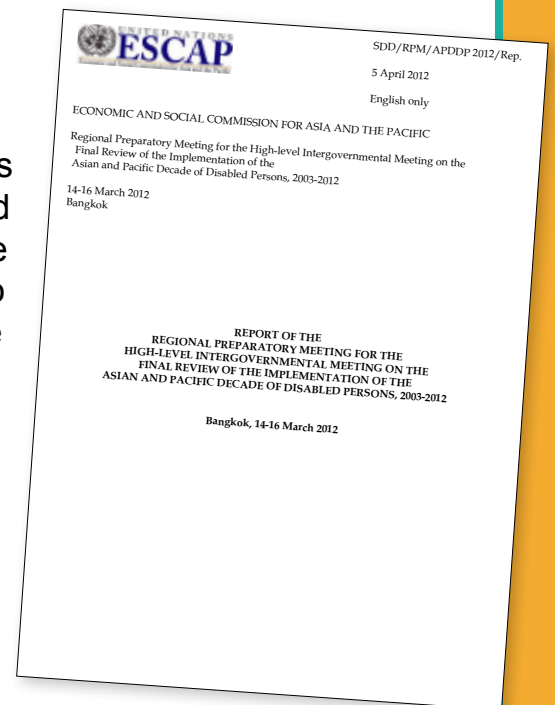 UNITED NATIONS
ESCAP
SDD/RPM/APDDP 2012/Rep.
5 April 2012
English only
ECONOMIC AND SOCIAL COMMISSION FOR ASIA AND THE PACIFIC
Regional Preparatory Meeting for the High-level Intergovernmental Meeting on the
Final Review of the Implementation of the
Asian and Pacific Decade of Disabled Persons, 2003-2012
14-16 March 2012
Bangkok
REPORT OF THE
REGIONAL PREPARATORY MEETING FOR THE
HIGH-LEVEL INTERGOVERNMENTAL MEETING ON THE
FINAL REVIEW OF THE IMPLEMENTATION OF THE
ASIAN AND PACIFIC DECADE OF DISABLED PERSONS, 2003-2012
Bangkok, 14-16 March 2012